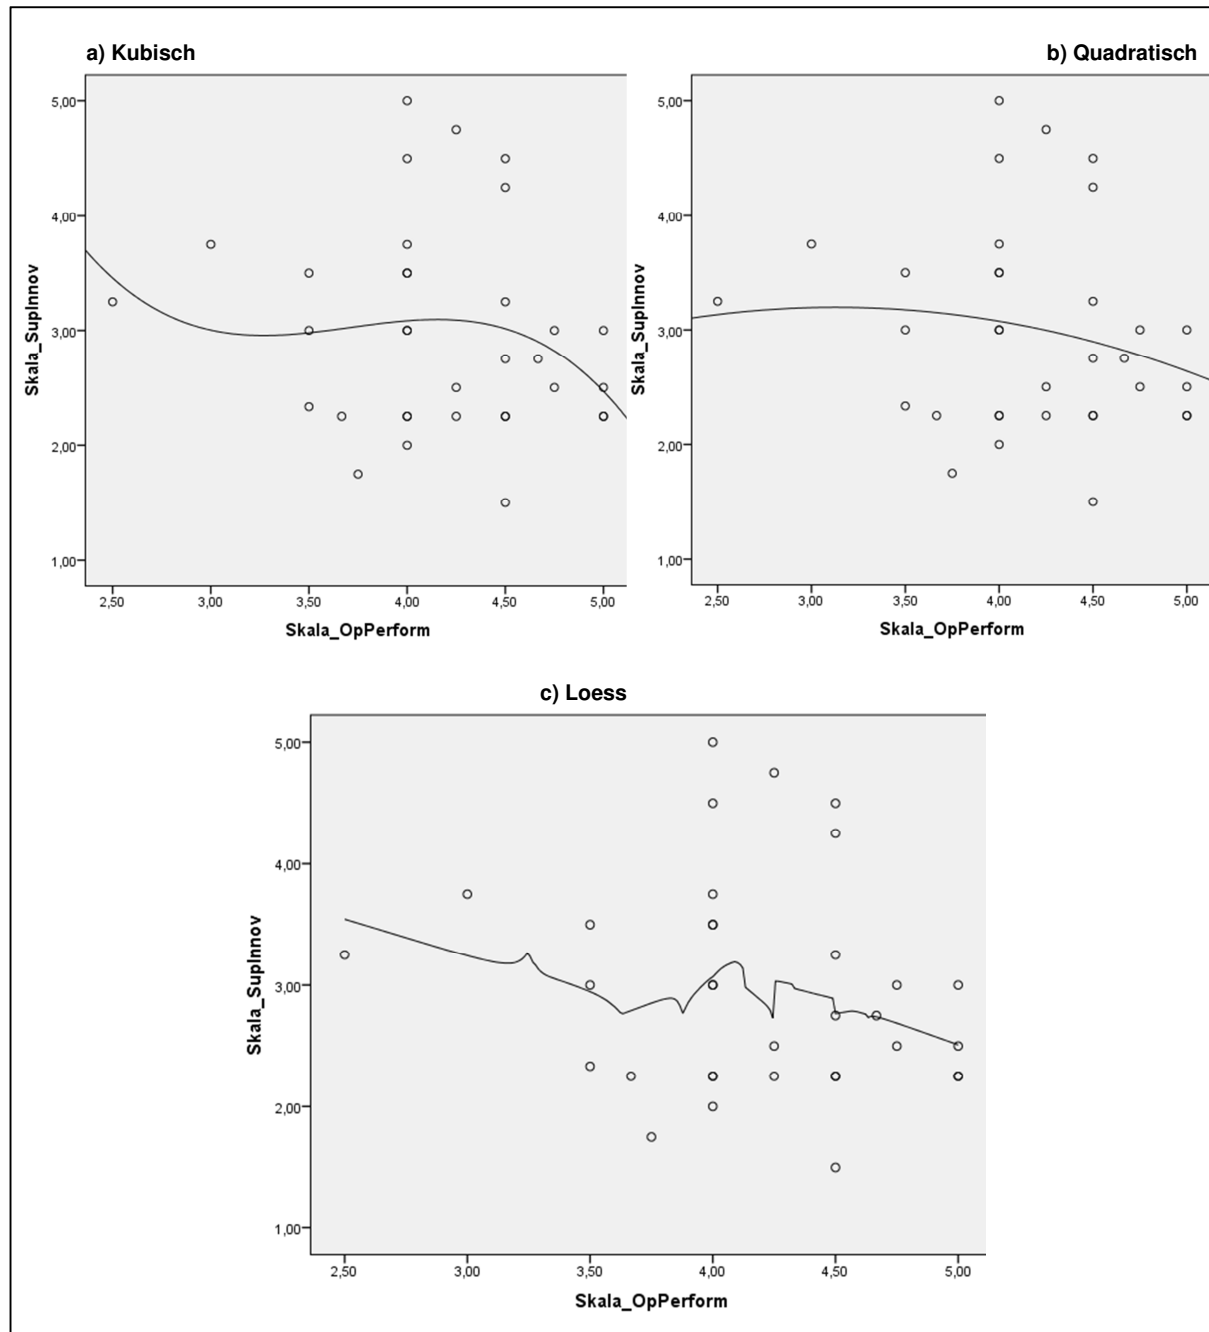 a) Kubisch
5,00
4,00
3,00
2,00
1,00
Skala_SupInnov
2,50 3,00 3,50 4,00 4,50 5,00
Skala_OpPerform
b) Quadratisch
5,00
4,00
3,00
2,00
1,00
Skala_SupInnov
2,50 3,00 3,50 4,00 4,50 5,00
Skala_OpPerform
c) Loess
5,00
4,00
3,00
2,00
1,00
Skala_SupInnov
2,50 3,00 3,50 4,00 4,50 5,00
Skala_OpPerform